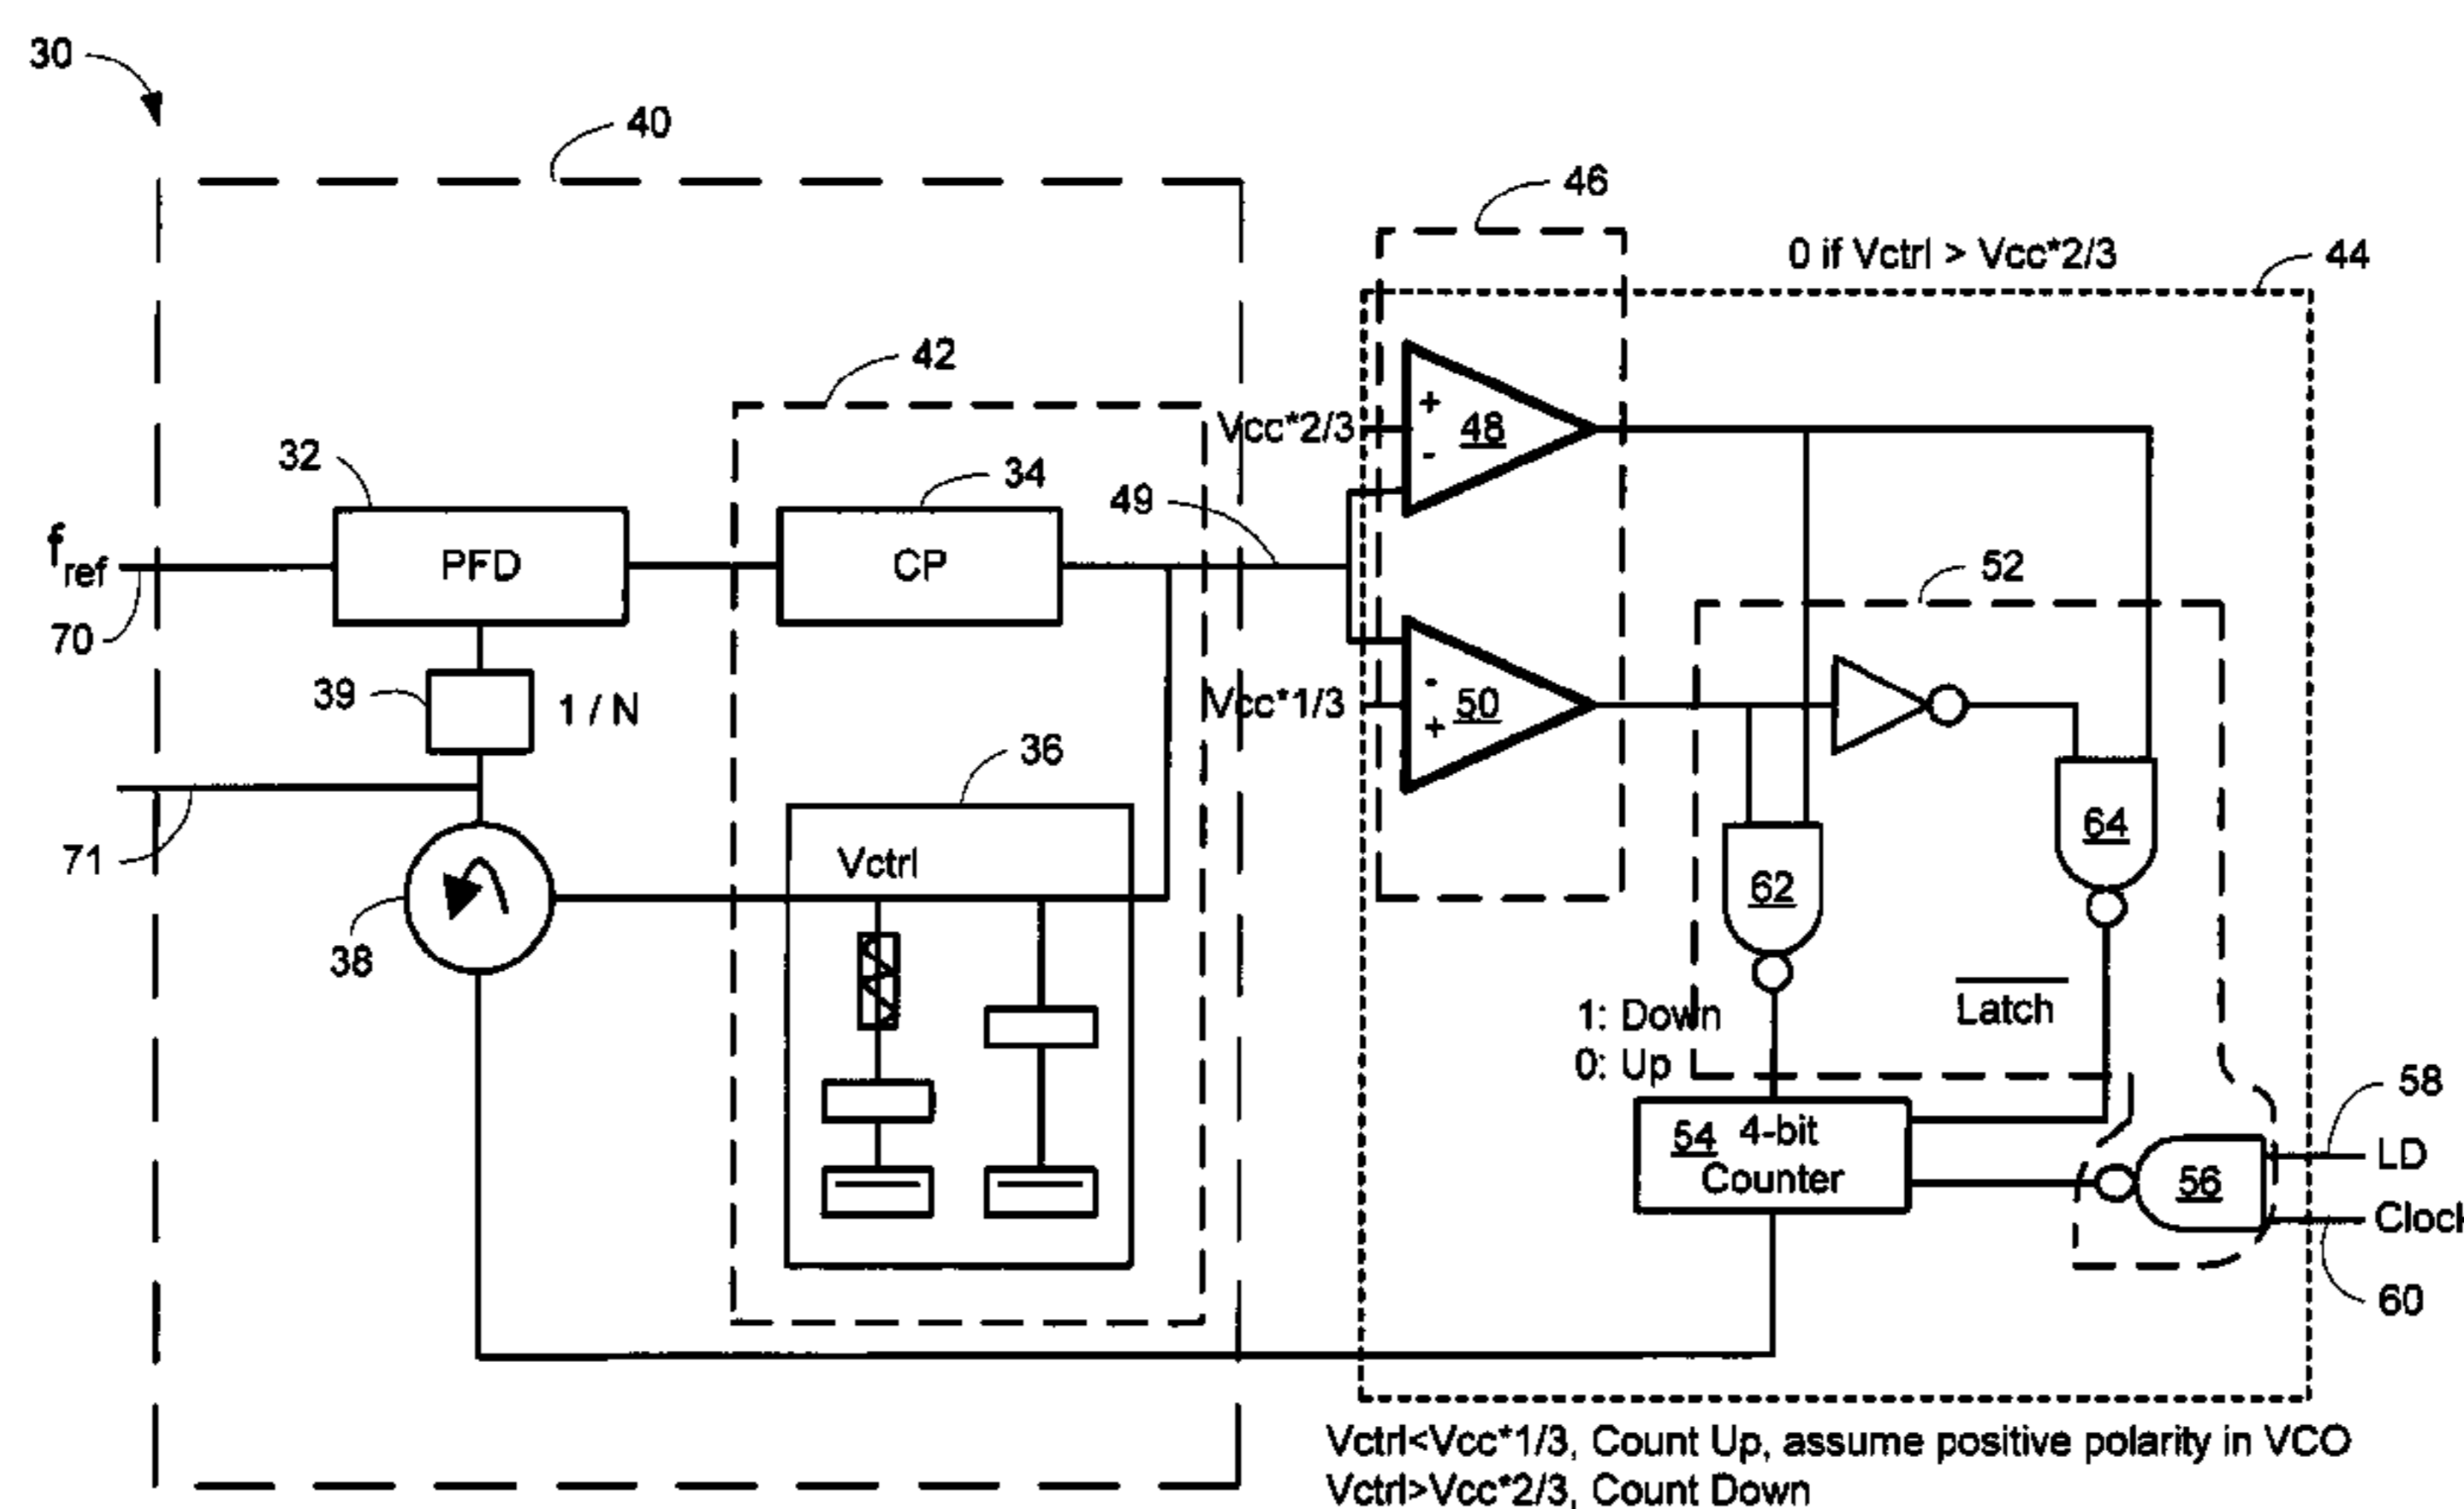 30
40
46
0 if Vctrl > Vcc*2/3
44
42
Vcc*2/3
+
48
-
32
34
49
fref
PFD
CP
52
70
39
1 / N
Vcc*1/3
-
50
+
36
71
Vctrl
62
64
38
1: Down
Latch
0: Up
54 4-bit
Counter
58
LD
56
Clock
60
Vctrl<Vcc*1/3, Count Up, assume positive polarity in VCO
Vctrl>Vcc*2/3, Count Down